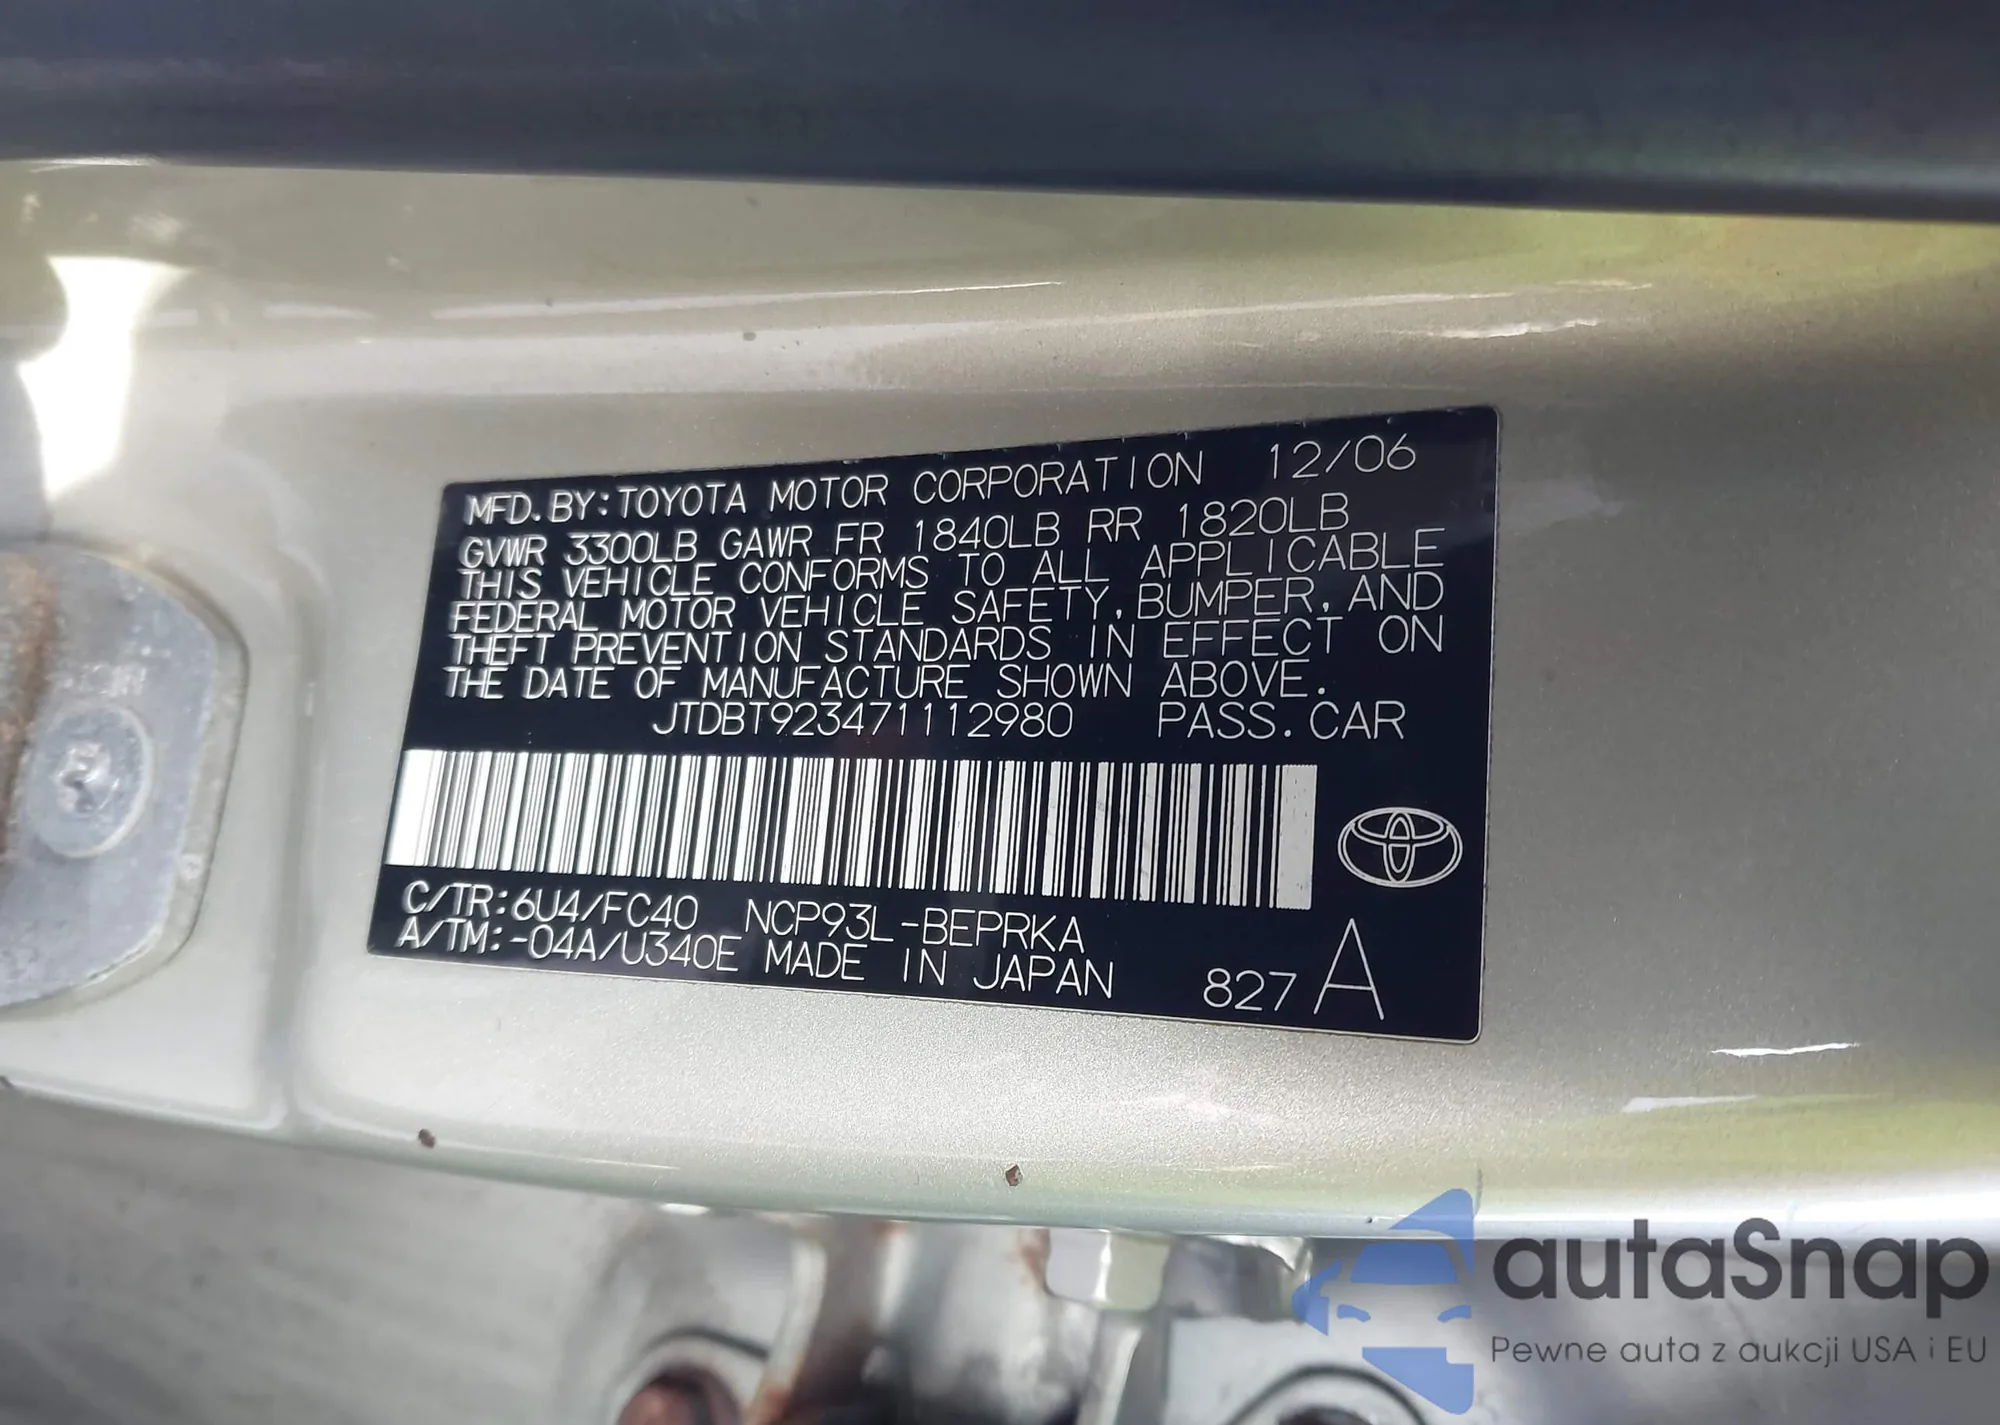 MFD. BY: TOYOTA MOTOR CORPORATION 12/06
GVWR 3300LB GAWR FR 1840LB RR 1820LB
THIS VEHICLE CONFORMS TO ALL APPLICABLE
FEDERAL MOTOR VEHICLE SAFETY, BUMPER, AND
THEFT PREVENTION STANDARDS IN EFFECT ON
THE DATE OF MANUFACTURE SHOWN ABOVE.
JTDBT923471112980 PASS. CAR
C/TR: 6U4/FC40 NCP93L-BEPRKA
A/TM: -04A/U340E MADE IN JAPAN 827 A
autaSnap
Pewne auta z aukcji USA i EU